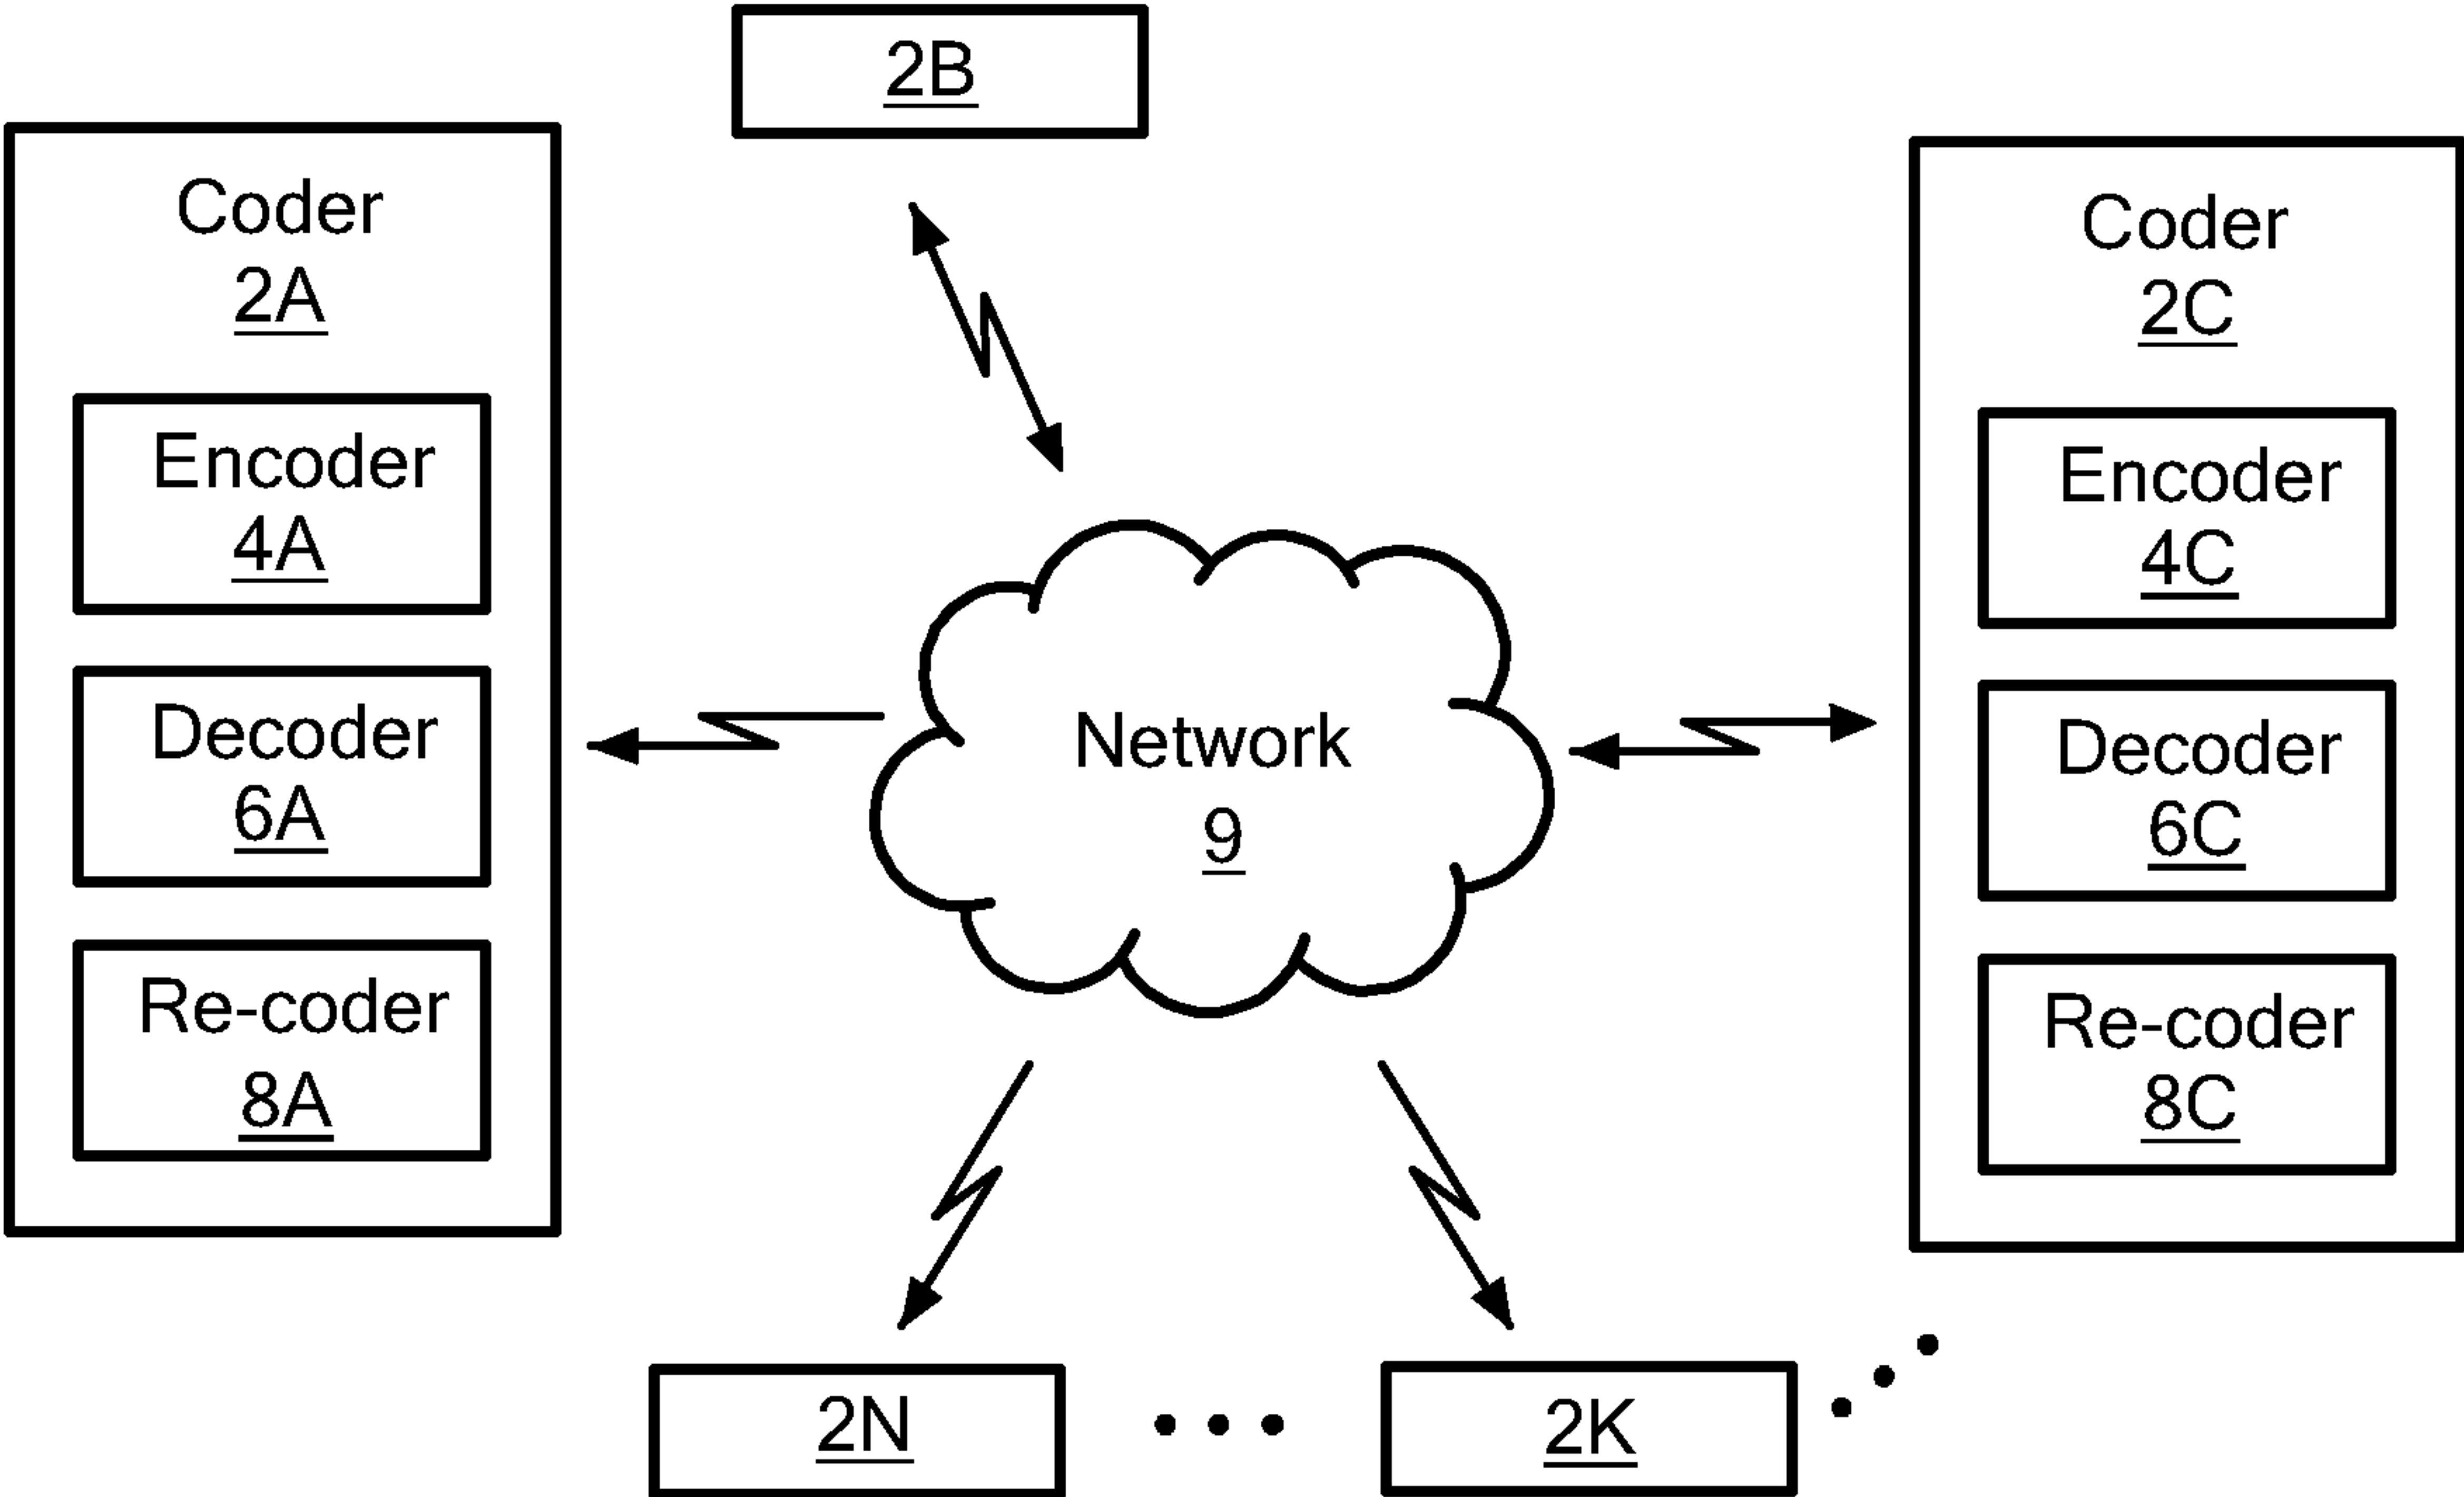 2B
Coder
2A
Encoder
4A
Decoder
6A
Re-coder
8A
Network
9
Coder
2C
Encoder
4C
Decoder
6C
Re-coder
8C
2N
2K